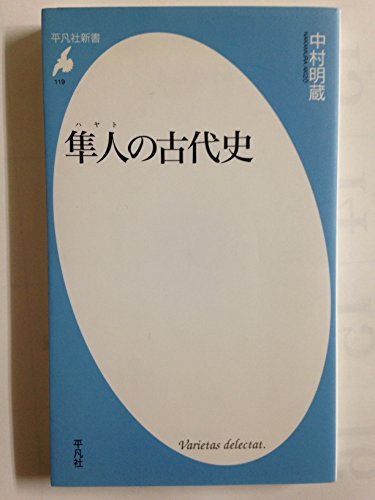 平凡社新書
119
中村明蔵
NAKAMURA AKIZŌ
ハヤト
隼人の古代史
Varietas delectat.
平凡社